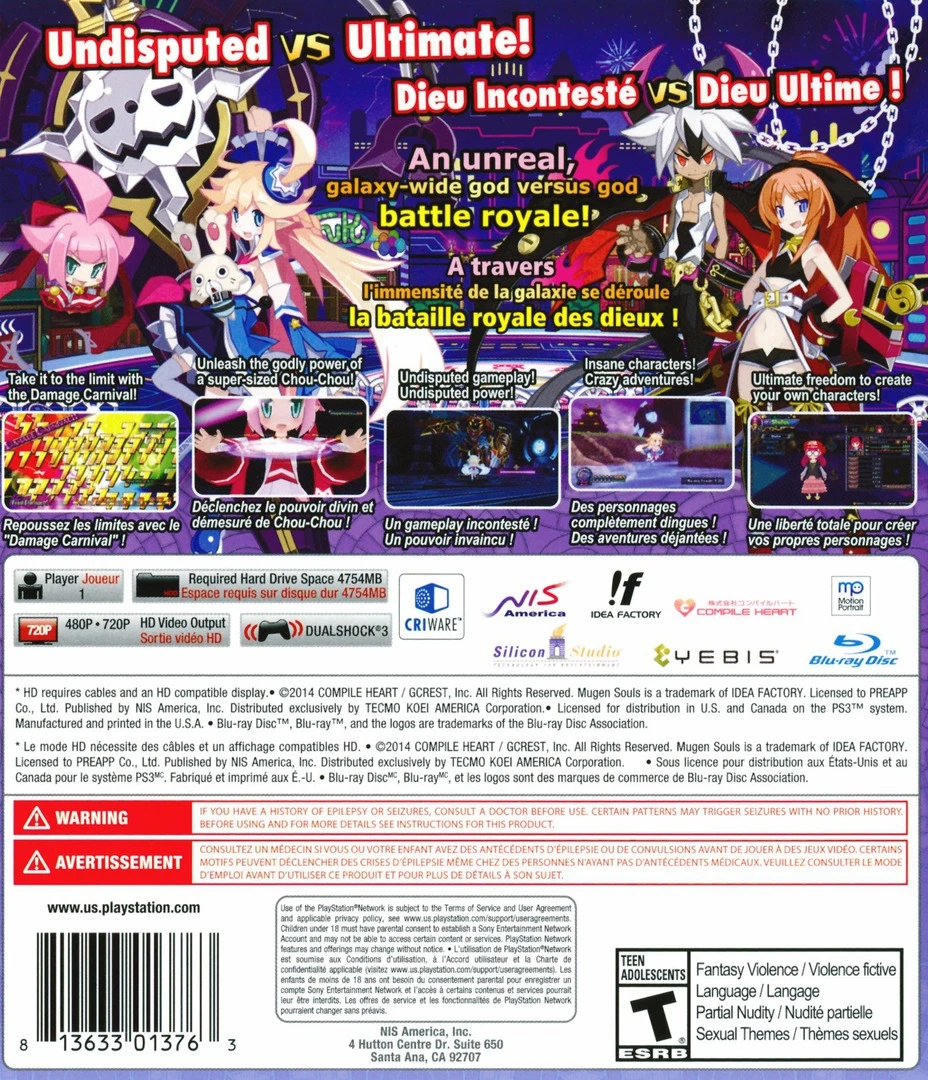 Undisputed vs Ultimate!
Dieu Incontesté vs Dieu Ultime !
An unreal,
galaxy-wide god versus god
battle royale!
A travers
l'immensité de la galaxie se déroule
la bataille royale des dieux !
Take it to the limit with
the Damage Carnival!
Unleash the godly power of
a super-sized Chou-Chou!
Undisputed gameplay!
Undisputed power!
Insane characters!
Crazy adventures!
Ultimate freedom to create
your own characters!
Repoussez les limites avec le
"Damage Carnival" !
Déclenchez le pouvoir divin et
démesuré de Chou-Chou !
Un gameplay incontesté !
Un pouvoir invaincu !
Des personnages
complètement dingues !
Des aventures déjantées !
Une liberté totale pour créer
vos propres personnages !
Player Joueur
1
Required Hard Drive Space 4754MB
HDD Espace requis sur disque dur 4754MB
720P 480P • 720P HD Video Output
Sortie vidéo HD
DUALSHOCK®3
CRIWARE™
NIS
America
!f
IDEA FACTORY
株式会社コンパイルハート
COMPILE HEART
mp
Motion
Portrait
Silicon Studio
TECHNOLOGY FOR ENTERTAINMENT
YEBIS
Blu-ray Disc™
* HD requires cables and an HD compatible display.• ©2014 COMPILE HEART / GCREST, Inc. All Rights Reserved. Mugen Souls is a trademark of IDEA FACTORY. Licensed to PREAPP
Co., Ltd. Published by NIS America, Inc. Distributed exclusively by TECMO KOEI AMERICA Corporation.• Licensed for distribution in U.S. and Canada on the PS3™ system.
Manufactured and printed in the U.S.A. • Blu-ray Disc™, Blu-ray™, and the logos are trademarks of the Blu-ray Disc Association.
* Le mode HD nécessite des câbles et un affichage compatibles HD. • ©2014 COMPILE HEART / GCREST, Inc. All Rights Reserved. Mugen Souls is a trademark of IDEA FACTORY.
Licensed to PREAPP Co., Ltd. Published by NIS America, Inc. Distributed exclusively by TECMO KOEI AMERICA Corporation. • Sous licence pour distribution aux États-Unis et au
Canada pour le système PS3ᴹᶜ. Fabriqué et imprimé aux É.-U. • Blu-ray Discᴹᶜ, Blu-rayᴹᶜ, et les logos sont des marques de commerce de Blu-ray Disc Association.
WARNING
IF YOU HAVE A HISTORY OF EPILEPSY OR SEIZURES, CONSULT A DOCTOR BEFORE USE. CERTAIN PATTERNS MAY TRIGGER SEIZURES WITH NO PRIOR HISTORY.
BEFORE USING AND FOR MORE DETAILS SEE INSTRUCTIONS FOR THIS PRODUCT.
AVERTISSEMENT
CONSULTEZ UN MÉDECIN SI VOUS OU VOTRE ENFANT AVEZ DES ANTÉCÉDENTS D'ÉPILEPSIE OU DE CONVULSIONS AVANT DE JOUER À DES JEUX VIDÉO. CERTAINS
MOTIFS PEUVENT DÉCLENCHER DES CRISES D'ÉPILEPSIE MÊME CHEZ DES PERSONNES N'AYANT PAS D'ANTÉCÉDENTS MÉDICAUX. VEUILLEZ CONSULTER LE MODE
D'EMPLOI AVANT D'UTILISER CE PRODUIT ET POUR PLUS DE DÉTAILS À SON SUJET.
www.us.playstation.com
Use of the PlayStation®Network is subject to the Terms of Service and User Agreement
and applicable privacy policy, see www.us.playstation.com/support/useragreements.
Children under 18 must have parental consent to establish a Sony Entertainment Network
Account and may not be able to access certain content or services. PlayStation Network
features and offerings may change without notice. • L'utilisation de PlayStation®Network
est soumise aux Conditions d'utilisation, à l'Accord utilisateur et la Charte de
confidentialité applicable (visitez www.us.playstation.com/support/useragreements). Les
enfants de moins de 18 ans ont besoin du consentement parental pour enregistrer un
compte Sony Entertainment Network et l'accès à certains contenus et services pourrait
leur être interdits. Les offres de service et les fonctionnalités de PlayStation Network
pourraient changer sans préavis.
NIS America, Inc.
4 Hutton Centre Dr. Suite 650
Santa Ana, CA 92707
8 13633 01376 3
TEEN
ADOLESCENTS
T
ESRB
Fantasy Violence / Violence fictive
Language / Langage
Partial Nudity / Nudité partielle
Sexual Themes / Thèmes sexuels